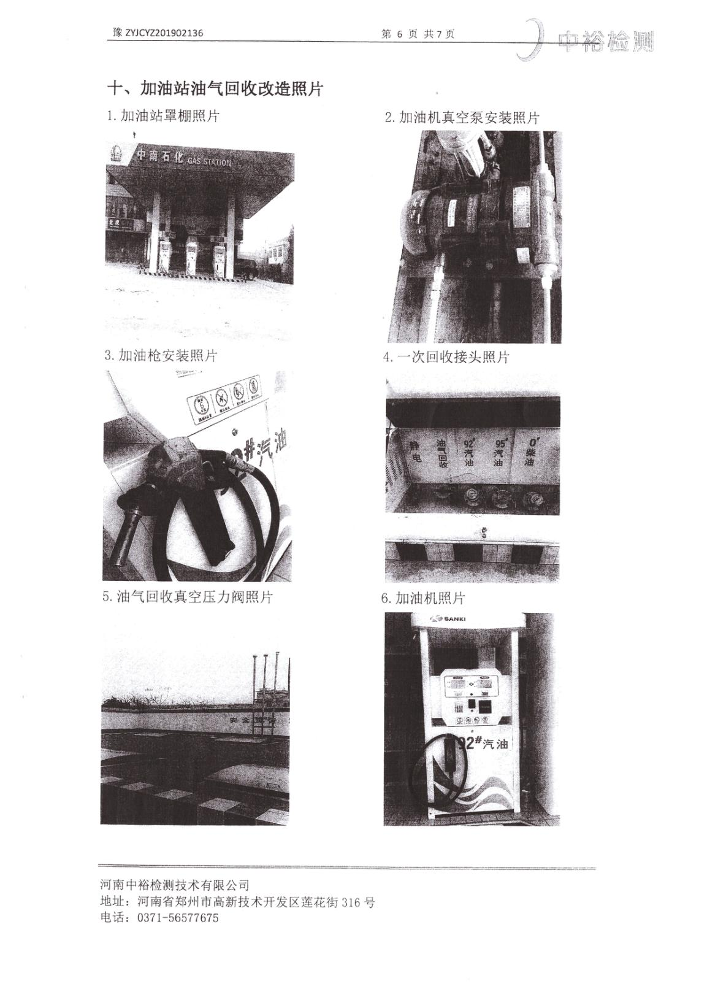 豫 ZYJCYZ201902136
第 6 页 共 7 页
中裕检测
十、加油站油气回收改造照片
1.加油站罩棚照片
2.加油机真空泵安装照片
中南石化 GAS STATION
3.加油枪安装照片
4.一次回收接头照片
5
#汽油
静电
油气回收
92#汽油
95#汽油
0#柴油
5.油气回收真空压力阀照片
6.加油机照片
安全
SANKI
92#汽油
河南中裕检测技术有限公司
地址：河南省郑州市高新技术开发区莲花街 316 号
电话：0371-56577675